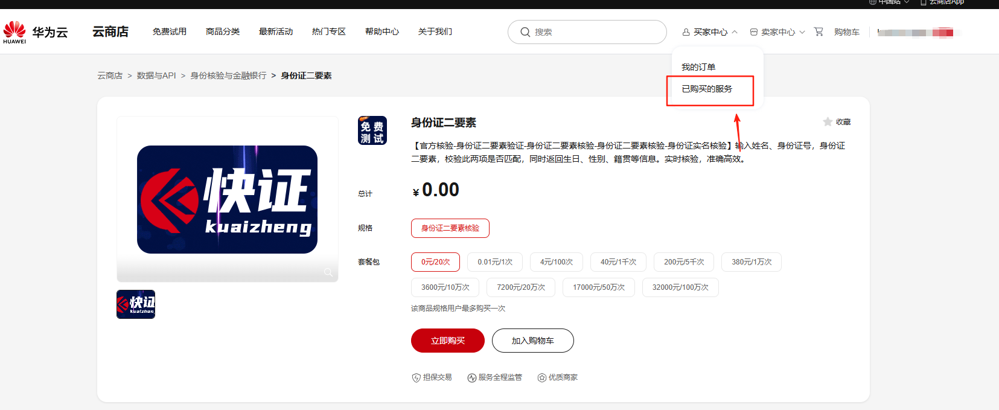 中国站 云商店App
HUAWEI 华为云 云商店 免费试用 商品分类 最新活动 热门专区 帮助中心 关于我们 搜索 买家中心 卖家中心 购物车
我的订单
已购买的服务
云商店 > 数据与API > 身份核验与金融银行 > 身份证二要素
免费
测试
身份证二要素 收藏
【官方核验-身份证二要素验证-身份证二要素核验-身份证二要素核验-身份证实名核验】输入姓名、身份证号，身份证
二要素，校验此两项是否匹配，同时返回生日、性别、籍贯等信息。实时核验，准确高效。
快证
kuaizheng
总计 ¥0.00
规格 身份证二要素核验
套餐包 0元/20次 0.01元/1次 4元/100次 40元/1千次 200元/5千次 380元/1万次
3600元/10万次 7200元/20万次 17000元/50万次 32000元/100万次
该商品规格用户最多购买一次
快证
kuaizheng
立即购买 加入购物车
担保交易 服务全程监管 优质商家